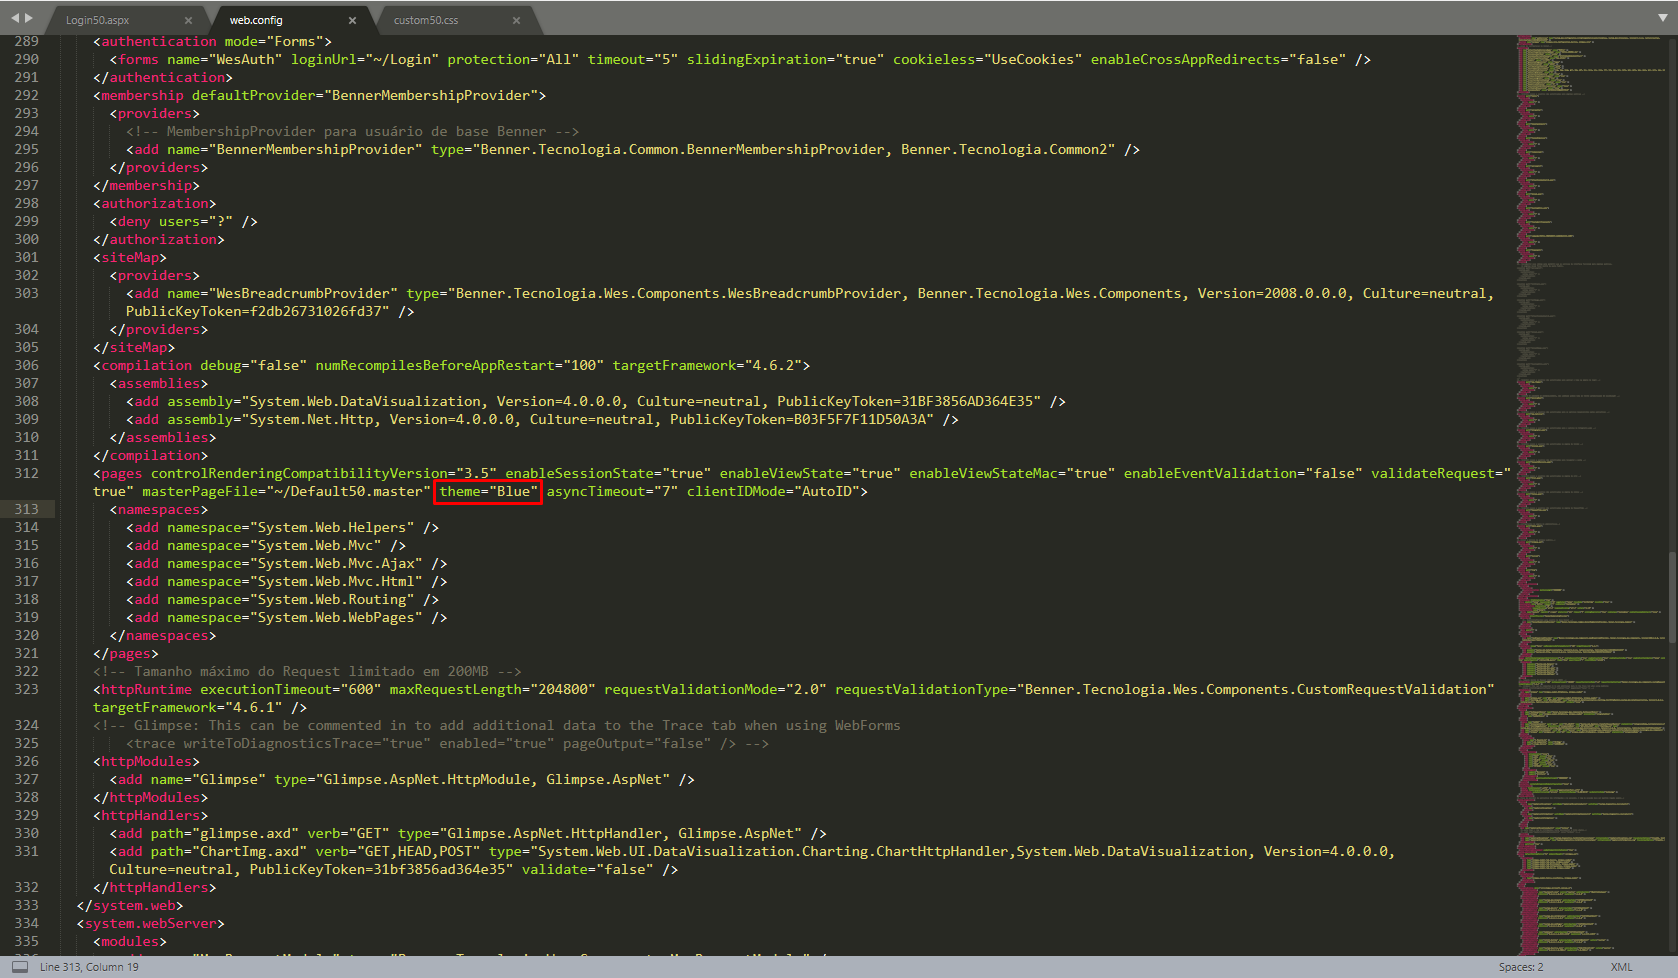 Login50.aspx × web.config × custom50.css ×
289 <authentication mode="Forms">
290 <forms name="WesAuth" loginUrl="~/Login" protection="All" timeout="5" slidingExpiration="true" cookieless="UseCookies" enableCrossAppRedirects="false" />
291 </authentication>
292 <membership defaultProvider="BennerMembershipProvider">
293 <providers>
294 <!-- MembershipProvider para usuário de base Benner -->
295 <add name="BennerMembershipProvider" type="Benner.Tecnologia.Common.BennerMembershipProvider, Benner.Tecnologia.Common2" />
296 </providers>
297 </membership>
298 <authorization>
299 <deny users="?" />
300 </authorization>
301 <siteMap>
302 <providers>
303 <add name="WesBreadcrumbProvider" type="Benner.Tecnologia.Wes.Components.WesBreadcrumbProvider, Benner.Tecnologia.Wes.Components, Version=2008.0.0.0, Culture=neutral,
PublicKeyToken=f2db26731026fd37" />
304 </providers>
305 </siteMap>
306 <compilation debug="false" numRecompilesBeforeAppRestart="100" targetFramework="4.6.2">
307 <assemblies>
308 <add assembly="System.Web.DataVisualization, Version=4.0.0.0, Culture=neutral, PublicKeyToken=31BF3856AD364E35" />
309 <add assembly="System.Net.Http, Version=4.0.0.0, Culture=neutral, PublicKeyToken=B03F5F7F11D50A3A" />
310 </assemblies>
311 </compilation>
312 <pages controlRenderingCompatibilityVersion="3.5" enableSessionState="true" enableViewState="true" enableViewStateMac="true" enableEventValidation="false" validateRequest="
true" masterPageFile="~/Default50.master" theme="Blue" asyncTimeout="7" clientIDMode="AutoID">
313 <namespaces>
314 <add namespace="System.Web.Helpers" />
315 <add namespace="System.Web.Mvc" />
316 <add namespace="System.Web.Mvc.Ajax" />
317 <add namespace="System.Web.Mvc.Html" />
318 <add namespace="System.Web.Routing" />
319 <add namespace="System.Web.WebPages" />
320 </namespaces>
321 </pages>
322 <!-- Tamanho máximo do Request limitado em 200MB -->
323 <httpRuntime executionTimeout="600" maxRequestLength="204800" requestValidationMode="2.0" requestValidationType="Benner.Tecnologia.Wes.Components.CustomRequestValidation"
targetFramework="4.6.1" />
324 <!-- Glimpse: This can be commented in to add additional data to the Trace tab when using WebForms
325 <trace writeToDiagnosticsTrace="true" enabled="true" pageOutput="false" /> -->
326 <httpModules>
327 <add name="Glimpse" type="Glimpse.AspNet.HttpModule, Glimpse.AspNet" />
328 </httpModules>
329 <httpHandlers>
330 <add path="glimpse.axd" verb="GET" type="Glimpse.AspNet.HttpHandler, Glimpse.AspNet" />
331 <add path="ChartImg.axd" verb="GET,HEAD,POST" type="System.Web.UI.DataVisualization.Charting.ChartHttpHandler,System.Web.DataVisualization, Version=4.0.0.0,
Culture=neutral, PublicKeyToken=31bf3856ad364e35" validate="false" />
332 </httpHandlers>
333 </system.web>
334 <system.webServer>
335 <modules>
Line 313, Column 19 Spaces: 2 XML